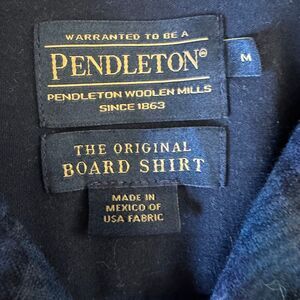 WARRANTED TO BE A
PENDLETON®
M
PENDLETON WOOLEN MILLS
SINCE 1863
THE ORIGINAL
BOARD SHIRT
MADE IN
MEXICO OF
USA FABRIC